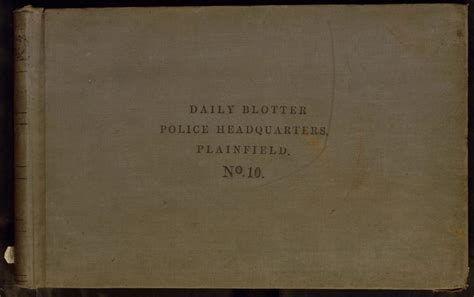 DAILY BLOTTER
POLICE HEADQUARTERS,
PLAINFIELD.
No. 10.